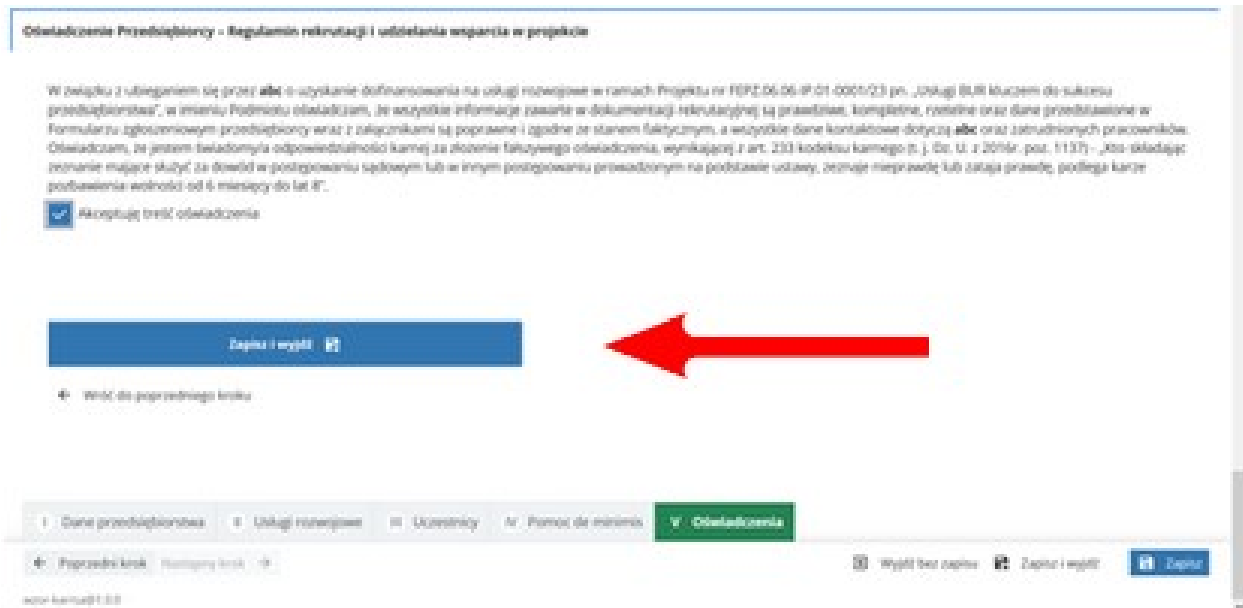 Oświadczenie Przedsiębiorcy – Regulamin rekrutacji i udzielania wsparcia w projekcie
W związku z ubieganiem się przez abc o uzyskanie dofinansowania na usługi rozwojowe w ramach Projektu nr FEPZ.06.06-IP.01-0001/23 pn. „Usługi BUR kluczem do sukcesu
przedsiębiorstwa", w imieniu Podmiotu oświadczam, że wszystkie informacje zawarte w dokumentacji rekrutacyjnej są prawdziwe, kompletne, rzetelne oraz dane przedstawione w
Formularzu zgłoszeniowym przedsiębiorcy wraz z załącznikami są poprawne i zgodne ze stanem faktycznym, a wszystkie dane kontaktowe dotyczą abc oraz zatrudnionych pracowników.
Oświadczam, że jestem świadomy/a odpowiedzialności karnej za złożenie fałszywego oświadczenia, wynikającej z art. 233 kodeksu karnego (t. j. Dz. U. z 2016r. poz. 1137) - „Kto składając
zeznanie mające służyć za dowód w postępowaniu sądowym lub w innym postępowaniu prowadzonym na podstawie ustawy, zeznaje nieprawdę lub zataja prawdę, podlega karze
pozbawienia wolności od 6 miesięcy do lat 8".
Akceptuję treść oświadczenia
Zapisz i wyjdź
Wróć do poprzedniego kroku
I Dane przedsiębiorstwa II Usługi rozwojowe III Uczestnicy IV Pomoc de minimis V Oświadczenia
Poprzedni krok Następny krok Wyjdź bez zapisu Zapisz i wyjdź Zapisz